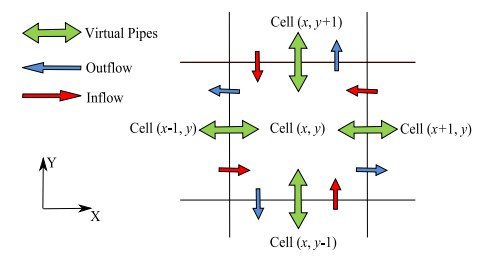 Cell (x, y+1)
Virtual Pipes
Outflow
Inflow
Cell (x-1, y)
Cell (x, y)
Cell (x+1, y)
Y
X
Cell (x, y-1)